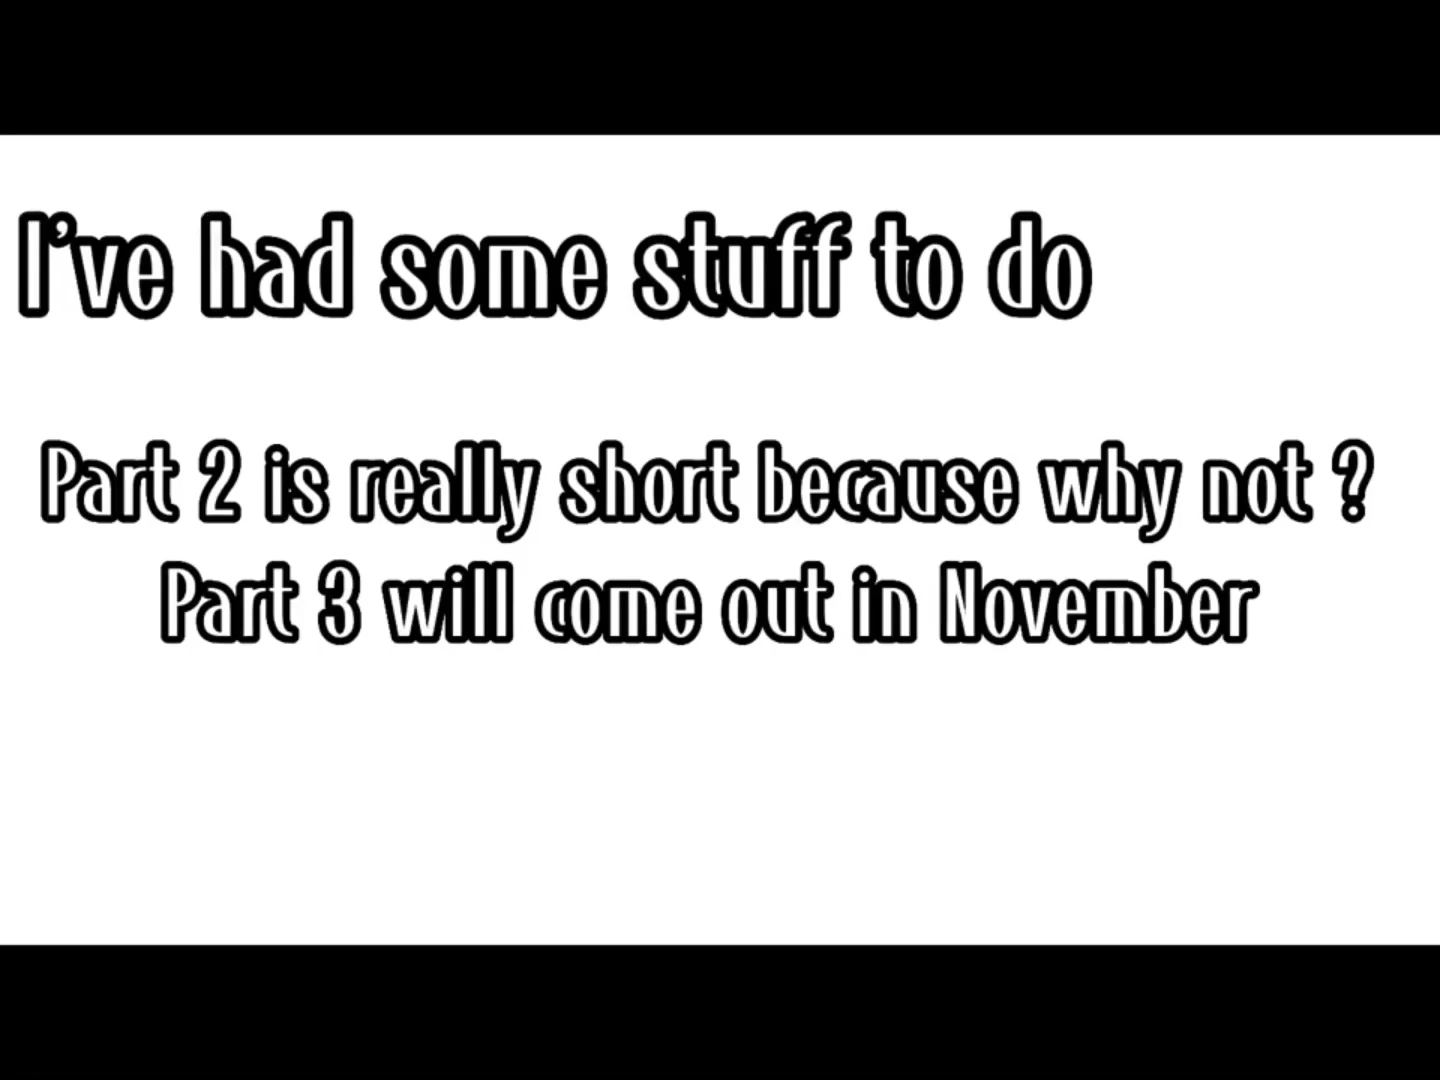 I've had some stuff to do
Part 2 is really short because why not ?
Part 3 will come out in November